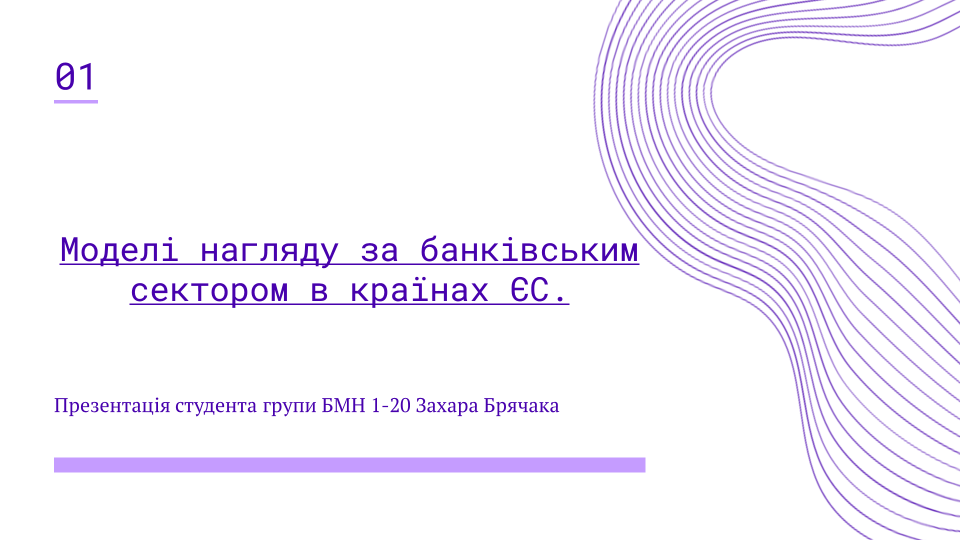 01
Моделі нагляду за банківським
сектором в країнах ЄС.
Презентація студента групи БМН 1-20 Захара Брячака